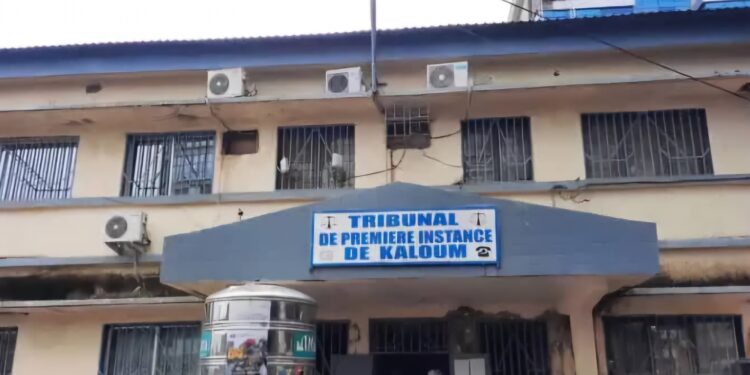 TRIBUNAL
DE PREMIERE INSTANCE
DE KALOUM